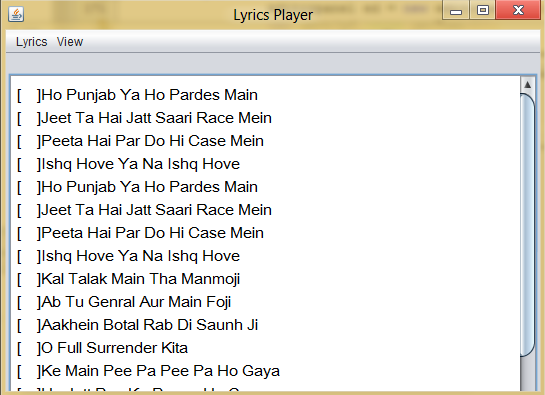 Lyrics Player
Lyrics View
[ ]Ho Punjab Ya Ho Pardes Main
[ ]Jeet Ta Hai Jatt Saari Race Mein
[ ]Peeta Hai Par Do Hi Case Mein
[ ]Ishq Hove Ya Na Ishq Hove
[ ]Ho Punjab Ya Ho Pardes Main
[ ]Jeet Ta Hai Jatt Saari Race Mein
[ ]Peeta Hai Par Do Hi Case Mein
[ ]Ishq Hove Ya Na Ishq Hove
[ ]Kal Talak Main Tha Manmoji
[ ]Ab Tu Genral Aur Main Foji
[ ]Aakhein Botal Rab Di Saunh Ji
[ ]O Full Surrender Kita
[ ]Ke Main Pee Pa Pee Pa Ho Gaya